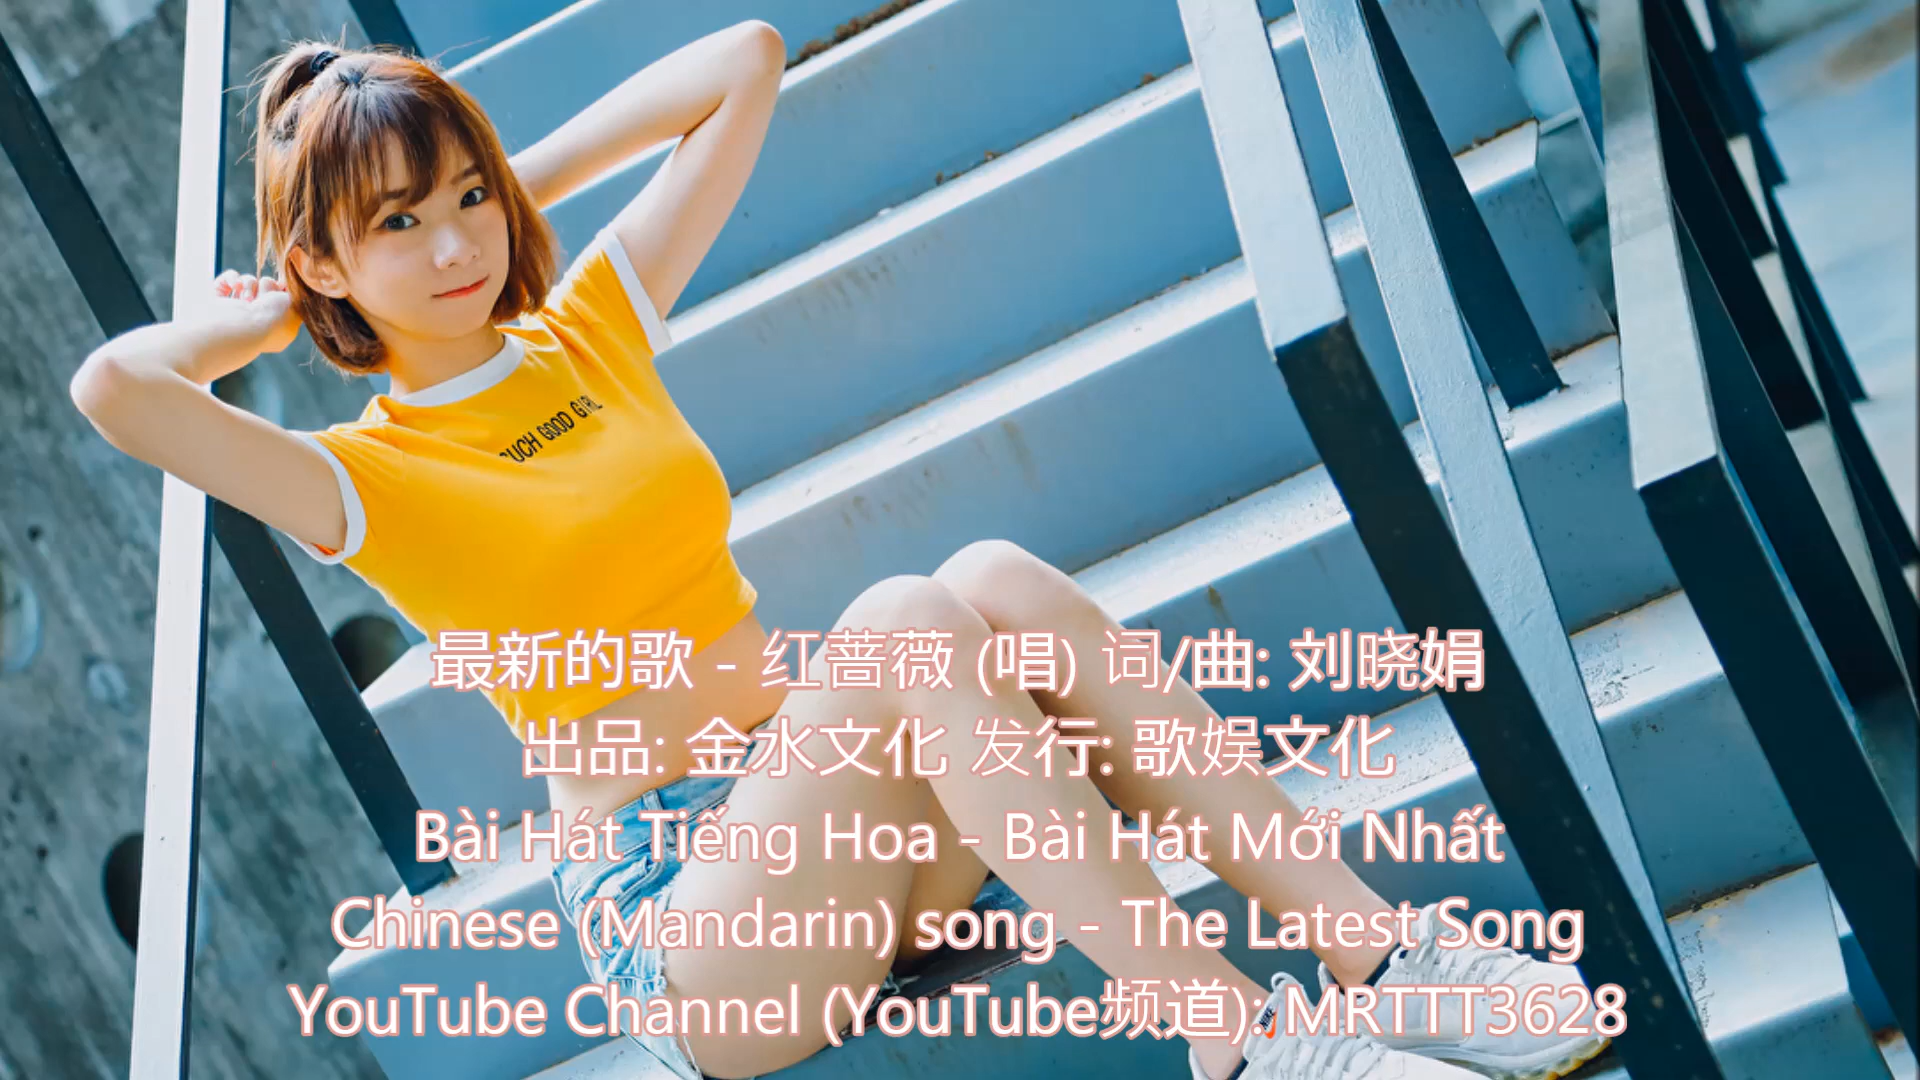 GOOD GIRL
最新的歌 - 红蔷薇 (唱) 词/曲: 刘晓娟
出品: 金水文化 发行: 歌娱文化
Bài Hát Tiếng Hoa - Bài Hát Mới Nhất
Chinese (Mandarin) song - The Latest Song
YouTube Channel (YouTube频道): MRTTT3628